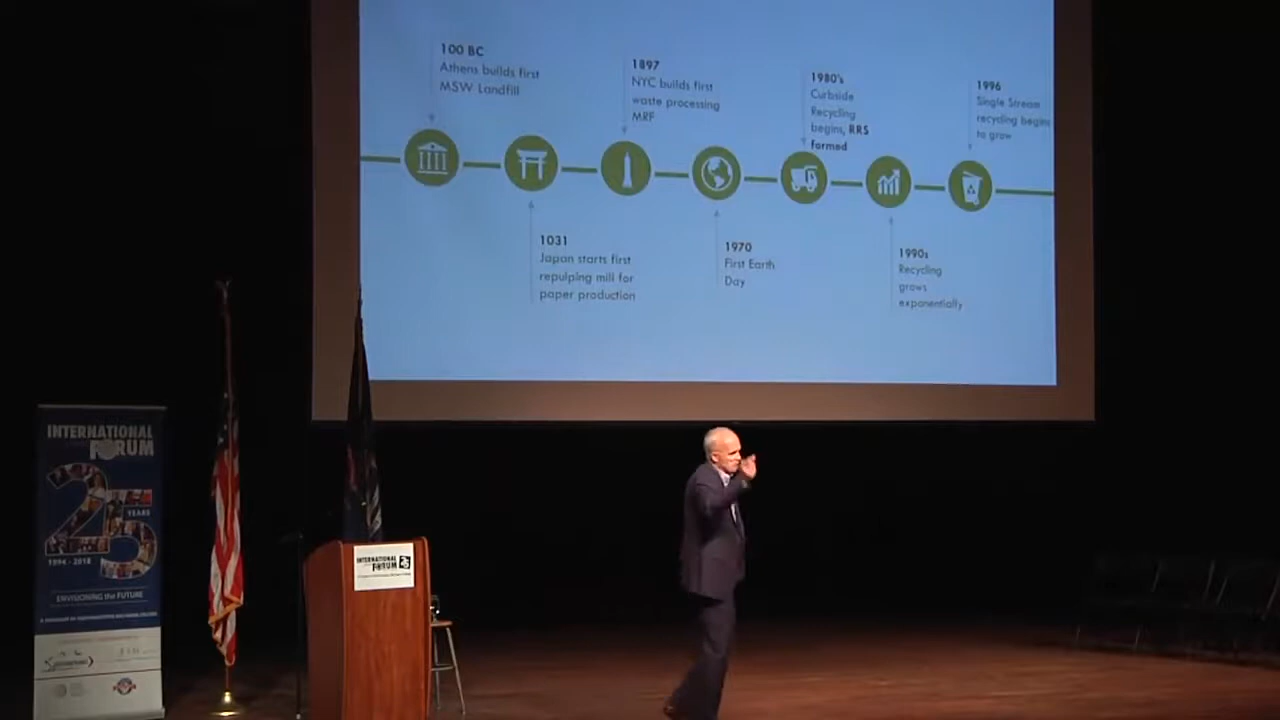 100 BC
Athens builds first
MSW Landfill
1897
NYC builds first
waste processing
MRF
1980's
Curbside
Recycling
begins, RRS
formed
1996
Single Stream
recycling begins
to grow
1031
Japan starts first
repulping mill for
paper production
1970
First Earth
Day
1990s
Recycling
grows
exponentially
INTERNATIONAL
FORUM
25
YEARS
1994 - 2018
ENVISIONING the FUTURE
INTERNATIONAL
FORUM 25